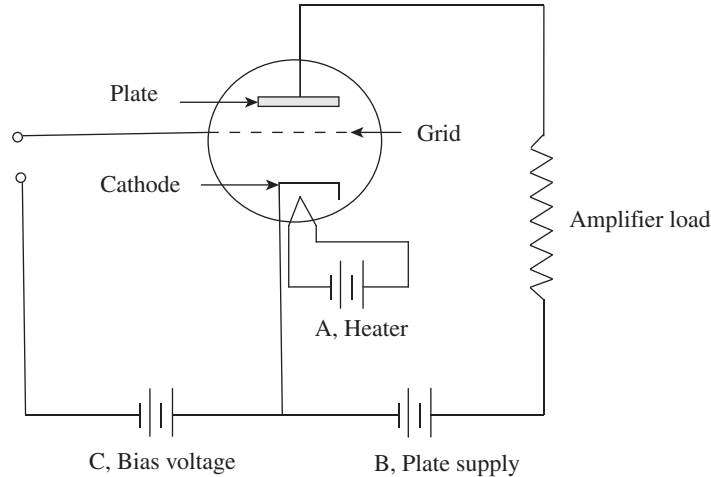 Plate
Grid
Cathode
Amplifier load
A, Heater
C, Bias voltage
B, Plate supply